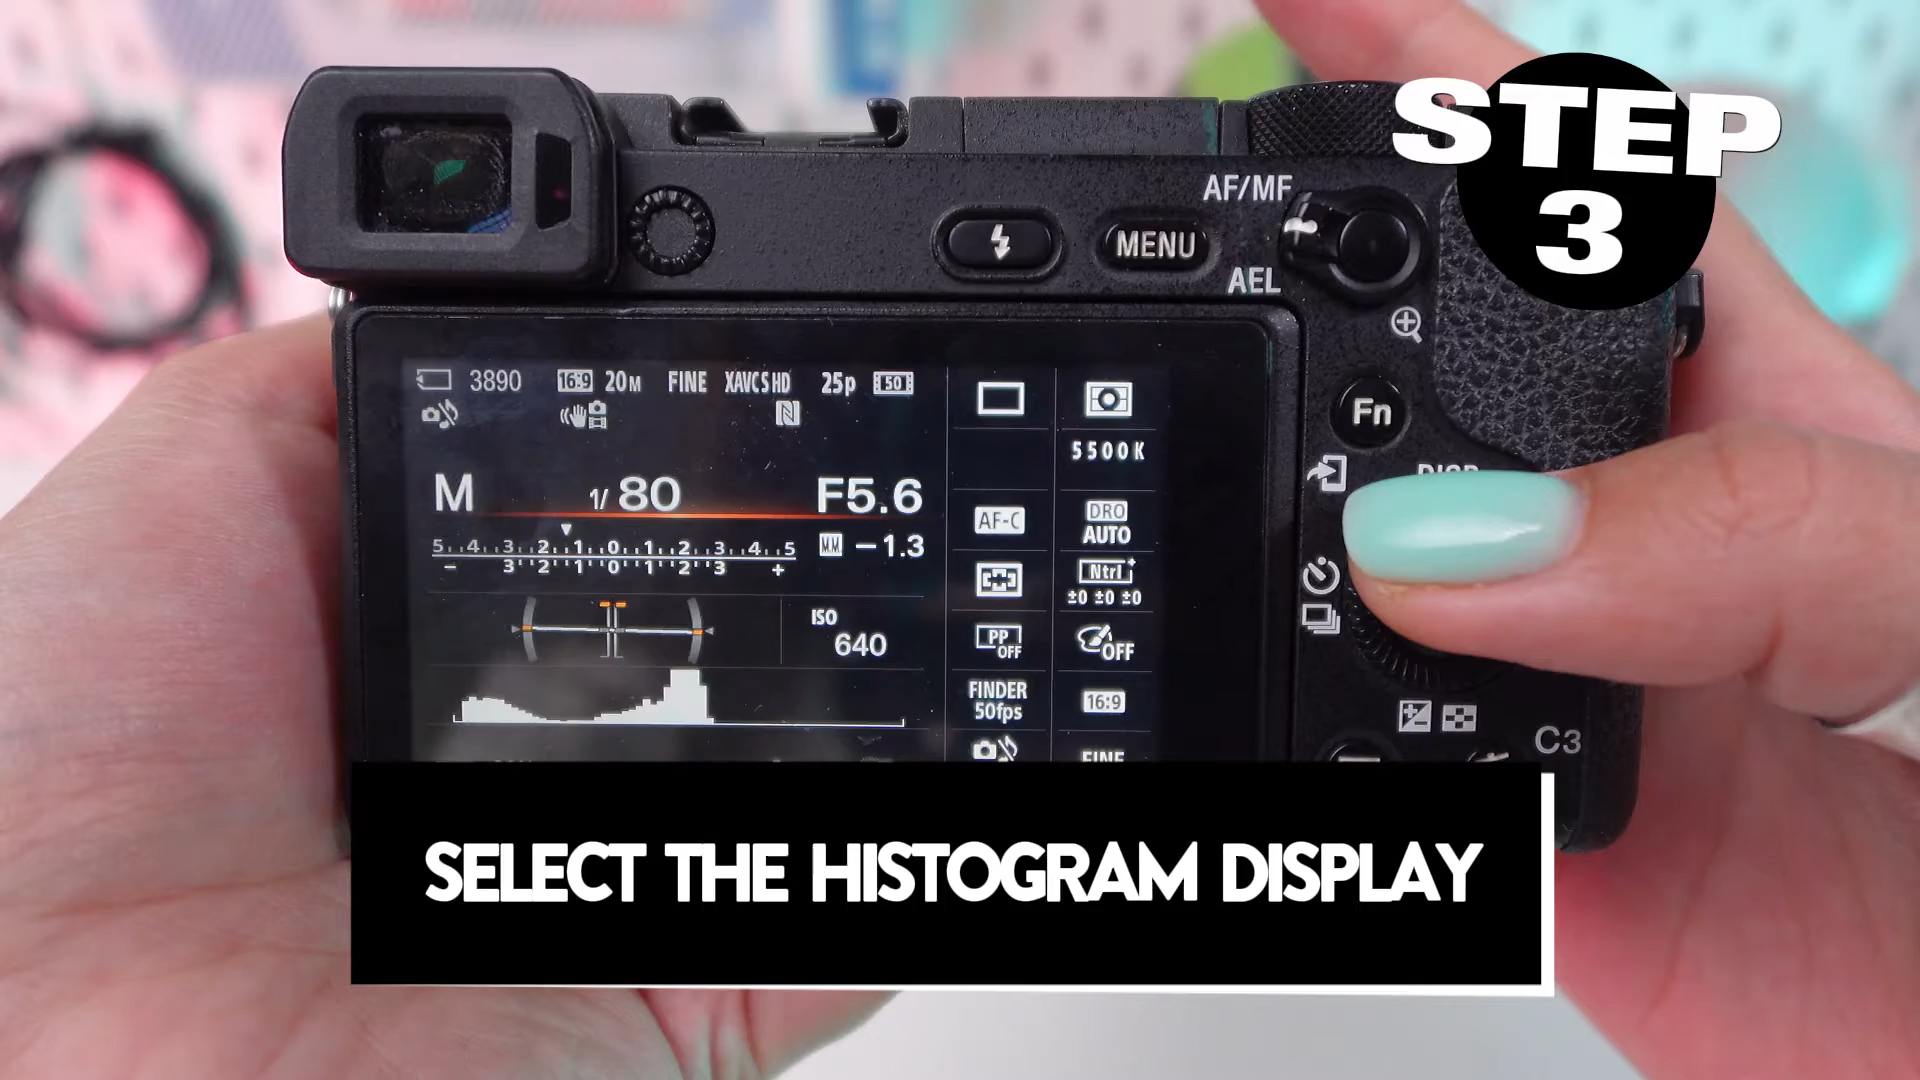 STEP
3
AF/MF
MENU
AEL
3890 16:9 20M FINE XAVC S HD 25p 50
5500K
Fn
DISP
M 1/80 F5.6
AF-C
DRO
AUTO
5 4 3 2 1 0 1 2 3 4 5
MM -1.3
- 3 2 1 0 1 2 3 +
Ntrl
±0 ±0 ±0
ISO
640
PP
OFF
OFF
FINDER
50fps
16:9
C3
FINE
SELECT THE HISTOGRAM DISPLAY